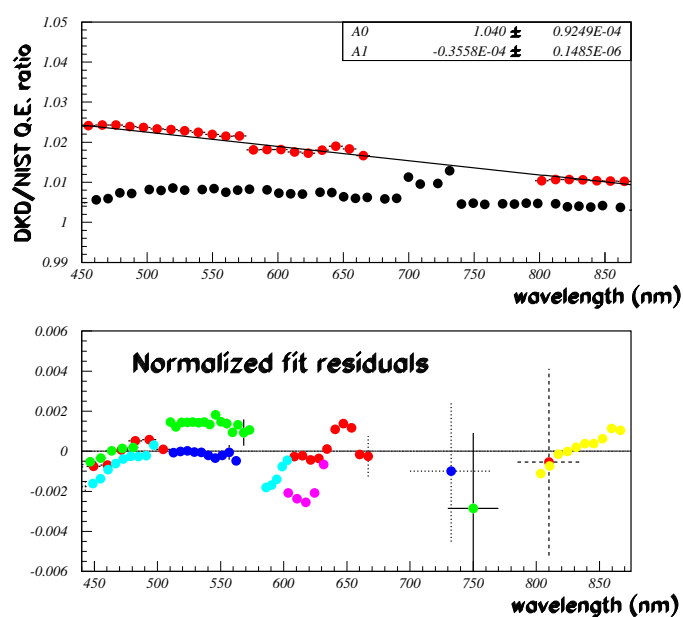 A0 1.040 ± 0.9249E-04
A1 -0.3558E-04 ± 0.1485E-06
DKD/NIST Q.E. ratio
1.05
1.04
1.03
1.02
1.01
1
0.99
450 500 550 600 650 700 750 800 850
wavelength (nm)
Normalized fit residuals
0.006
0.004
0.002
0
-0.002
-0.004
-0.006
450 500 550 600 650 700 750 800 850
wavelength (nm)